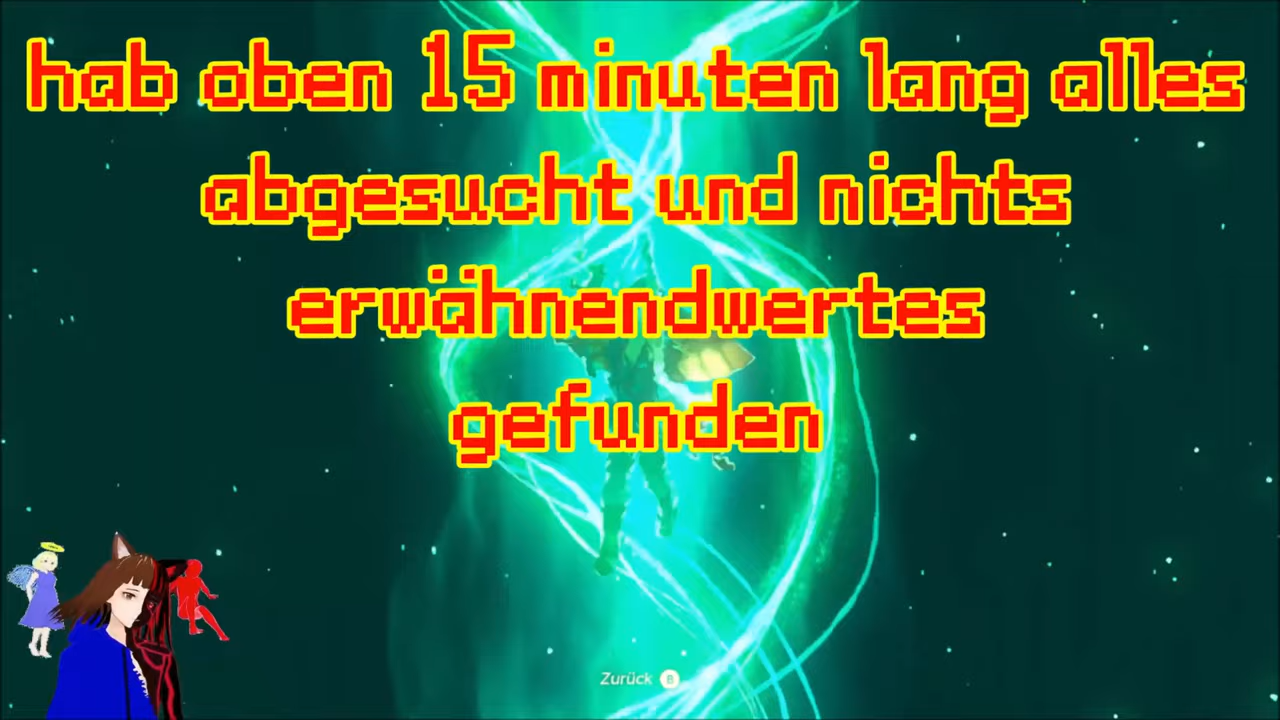 hab oben 15 minuten lang alles
abgesucht und nichts
erwähnendwertes
gefunden
Zurück B